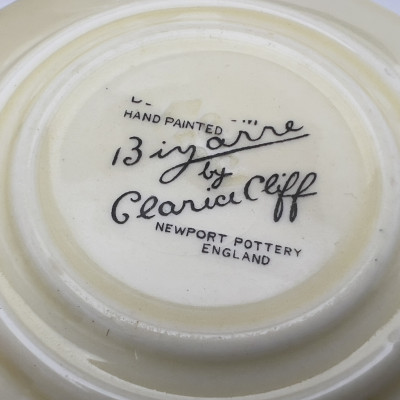 HAND PAINTED
Bizarre
by
Clarice Cliff
NEWPORT POTTERY
ENGLAND